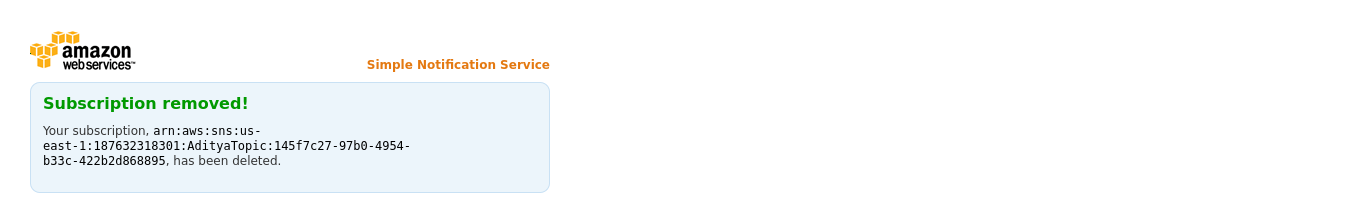 amazon
webservices™
Simple Notification Service
Subscription removed!
Your subscription, arn:aws:sns:us-
east-1:187632318301:AdityaTopic:145f7c27-97b0-4954-
b33c-422b2d868895, has been deleted.